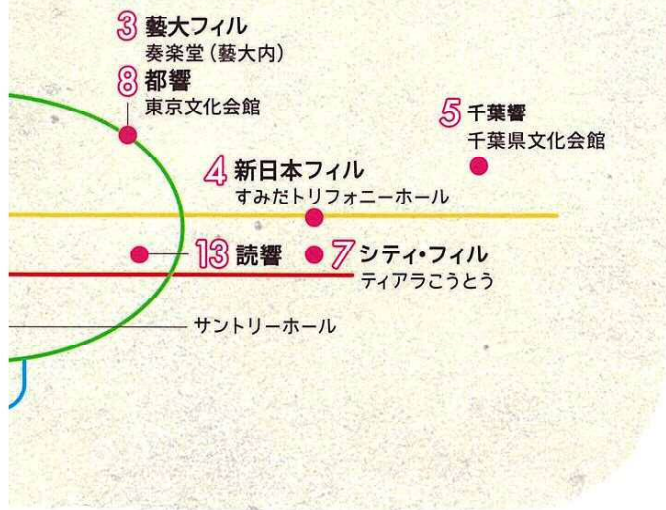 3 藝大フィル
奏楽堂（藝大内）
8 都響
東京文化会館
5 千葉響
千葉県文化会館
4 新日本フィル
すみだトリフォニーホール
13 読響
7 シティ・フィル
ティアラこうとう
サントリーホール